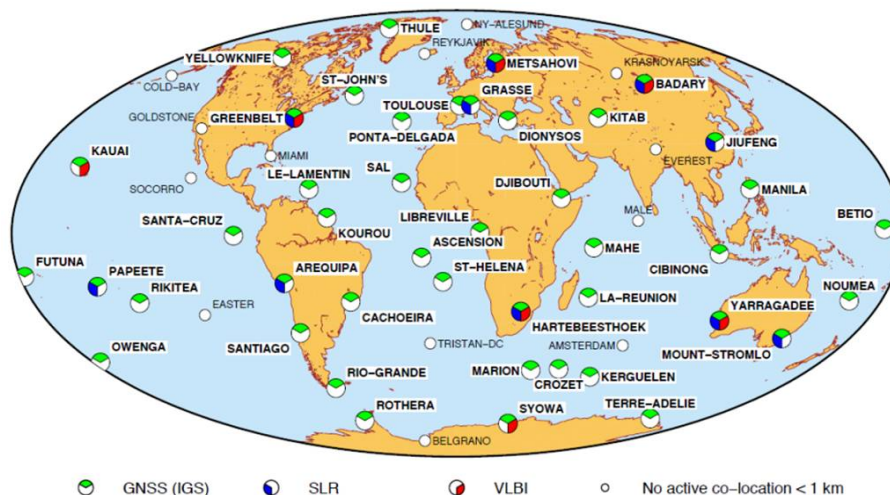 THULE
NY-ALESUND
REYKJAVIK
YELLOWKNIFE
METSAHOVI
KRASNOYARSK
COLD-BAY
ST-JOHN'S
BADARY
TOULOUSE
GRASSE
GOLDSTONE
GREENBELT
KITAB
PONTA-DELGADA
DIONYSOS
JIUFENG
KAUAI
MIAMI
EVEREST
SOCORRO
LE-LAMENTIN
SAL
DJIBOUTI
MANILA
SANTA-CRUZ
LIBREVILLE
MALE
BETIO
KOUROU
ASCENSION
MAHE
FUTUNA
PAPEETE
AREQUIPA
ST-HELENA
CIBINONG
RIKITEA
NOUMEA
EASTER
CACHOEIRA
LA-REUNION
YARRAGADEE
HARTEBEESTHOEK
OWENGA
SANTIAGO
TRISTAN-DC
AMSTERDAM
MOUNT-STROMLO
RIO-GRANDE
MARION
CROZET
KERGUELEN
ROTHERA
SYOWA
TERRE-ADELIE
BELGRANO
GNSS (IGS) SLR VLBI No active co-location < 1 km